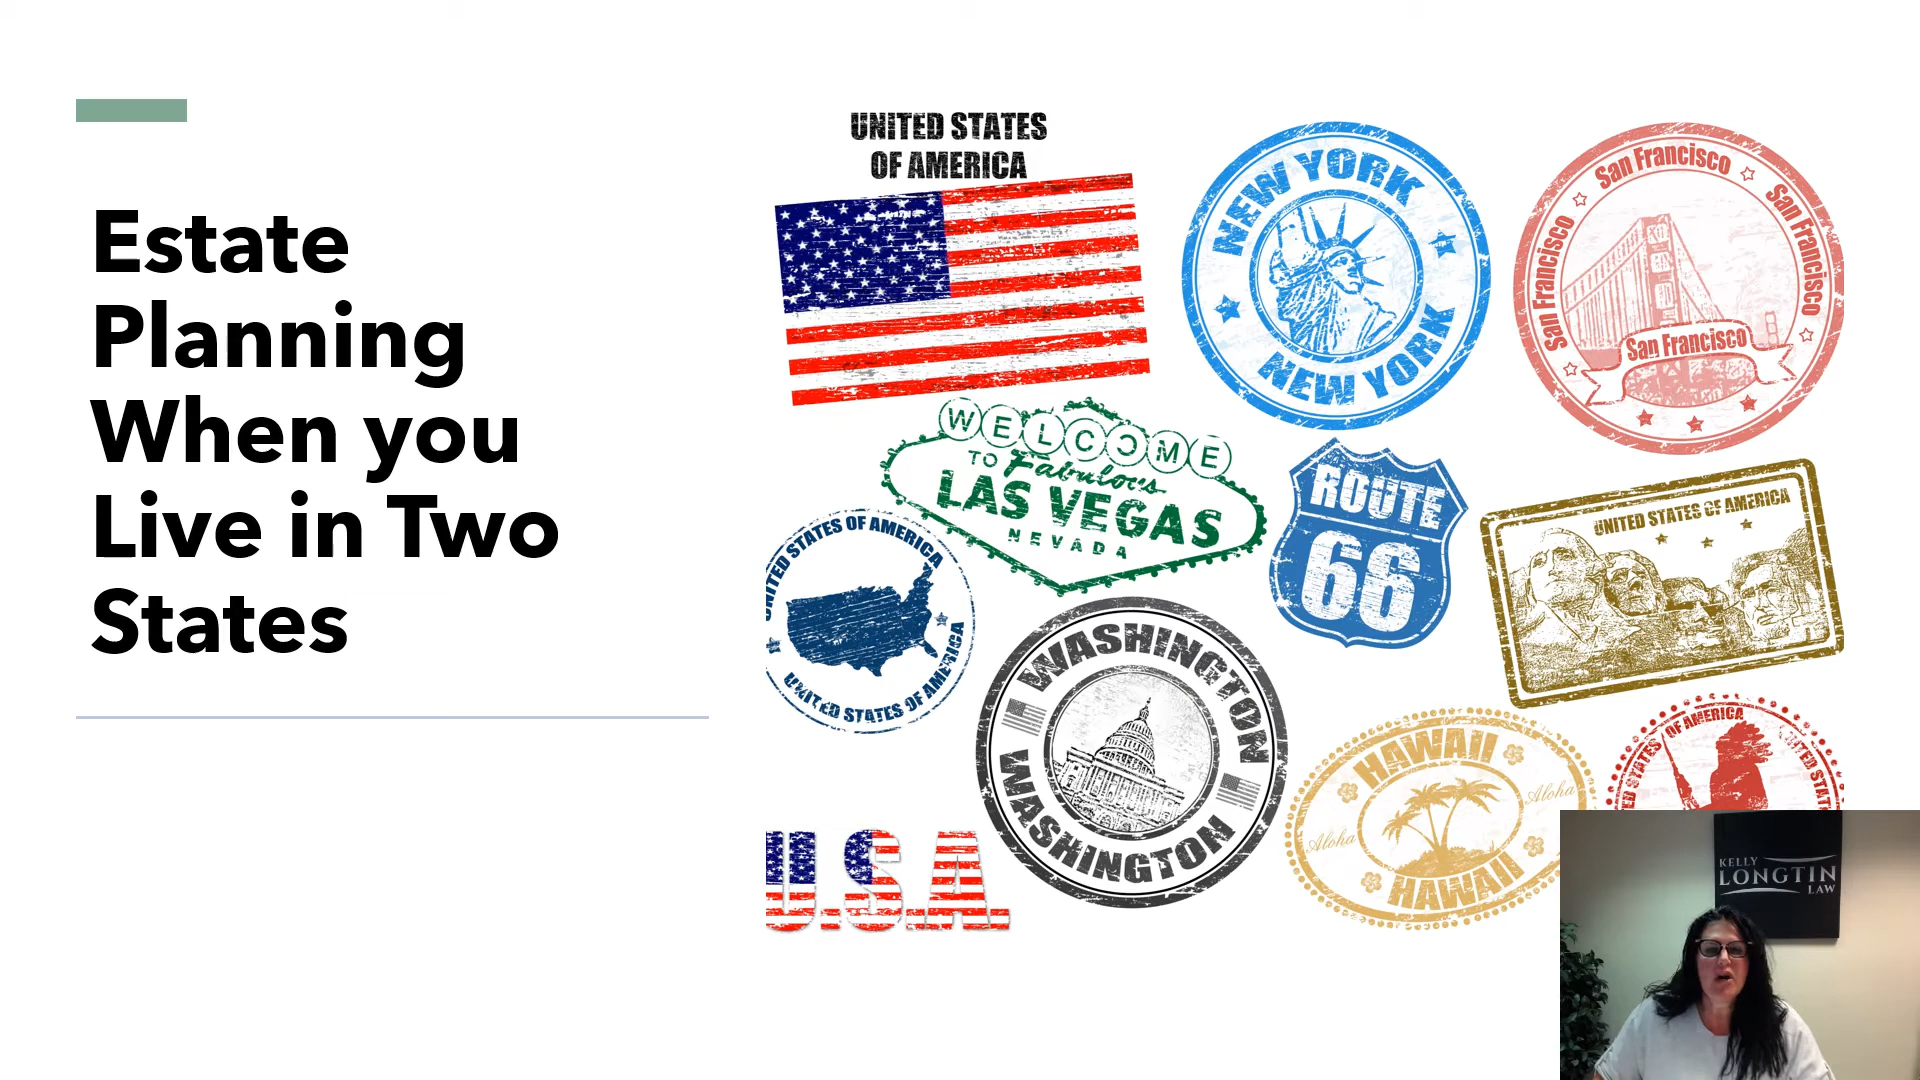 Estate
Planning
When you
Live in Two
States
UNITED STATES
OF AMERICA
NEW YORK
NEW YORK
San Francisco
San Francisco
San Francisco
San Francisco
WELCOME
TO Fabulous
LAS VEGAS
NEVADA
ROUTE
66
UNITED STATES OF AMERICA
UNITED STATES OF AMERICA
UNITED STATES OF AMERICA
WASHINGTON
WASHINGTON
HAWAII
Aloha
Aloha
HAWAII
OF AMERICA
U.S.A.
KELLY
LONGTIN
LAW